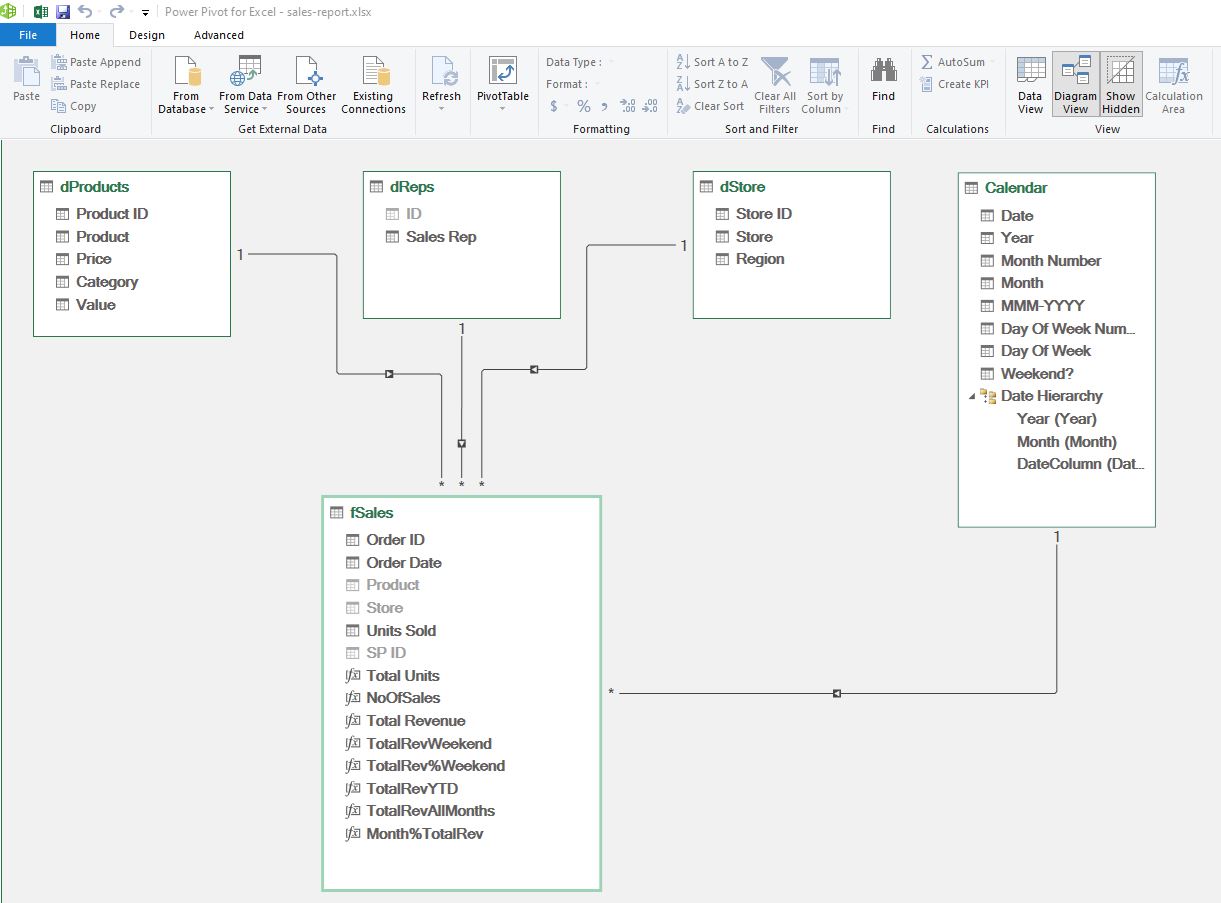 Power Pivot for Excel - sales-report.xlsx
File Home Design Advanced
Paste
Paste Append
Paste Replace
Copy
Clipboard
From Database
From Data Service
From Other Sources
Existing Connections
Get External Data
Refresh
PivotTable
Data Type :
Format :
$ % ,
Formatting
Sort A to Z
Sort Z to A
Clear Sort
Clear All Filters
Sort by Column
Sort and Filter
Find
Find
AutoSum
Create KPI
Calculations
Data View
Diagram View
Show Hidden
Calculation Area
View
dProducts
Product ID
Product
Price
Category
Value
1
dReps
ID
Sales Rep
1
dStore
Store ID
Store
Region
1
Calendar
Date
Year
Month Number
Month
MMM-YYYY
Day Of Week Num...
Day Of Week
Weekend?
Date Hierarchy
Year (Year)
Month (Month)
DateColumn (Dat...
1
* * *
fSales
Order ID
Order Date
Product
Store
Units Sold
SP ID
Total Units
NoOfSales
Total Revenue
TotalRevWeekend
TotalRev%Weekend
TotalRevYTD
TotalRevAllMonths
Month%TotalRev
*